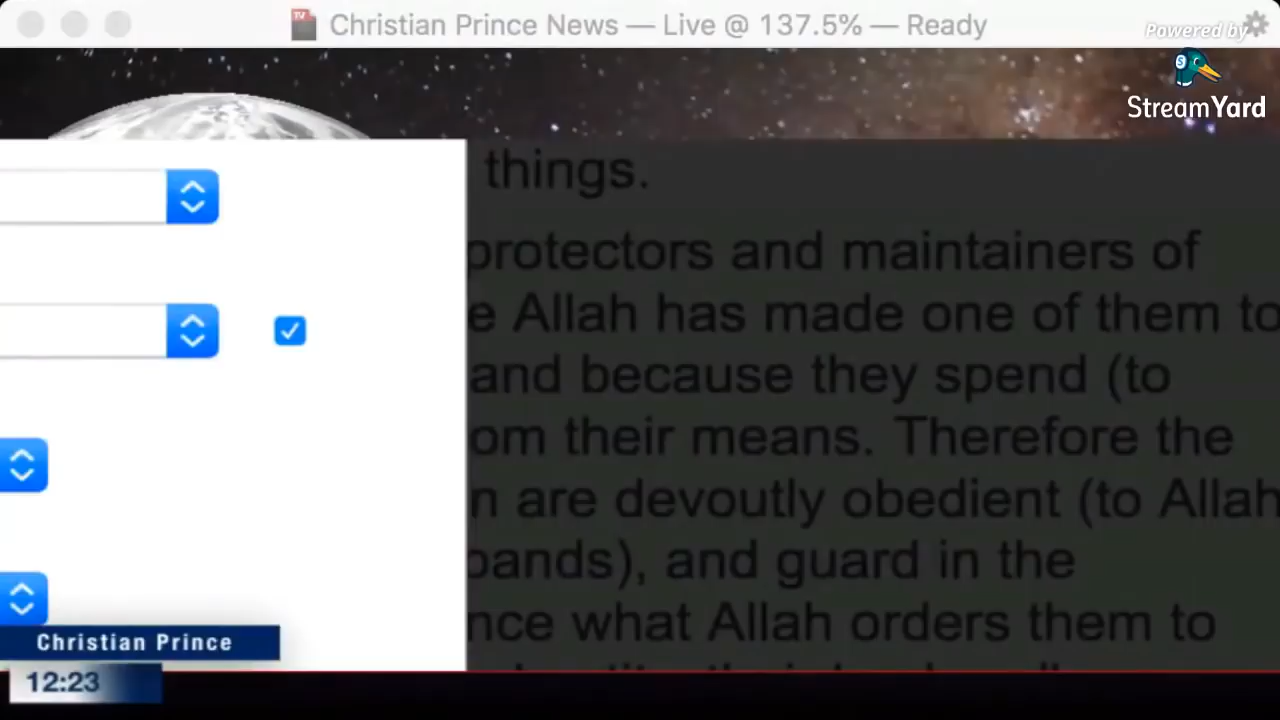 Christian Prince News — Live @ 137.5% — Ready
Powered by
StreamYard
things.
protectors and maintainers of
e Allah has made one of them to
and because they spend (to
om their means. Therefore the
n are devoutly obedient (to Allah
bands), and guard in the
nce what Allah orders them to
Christian Prince
12:23